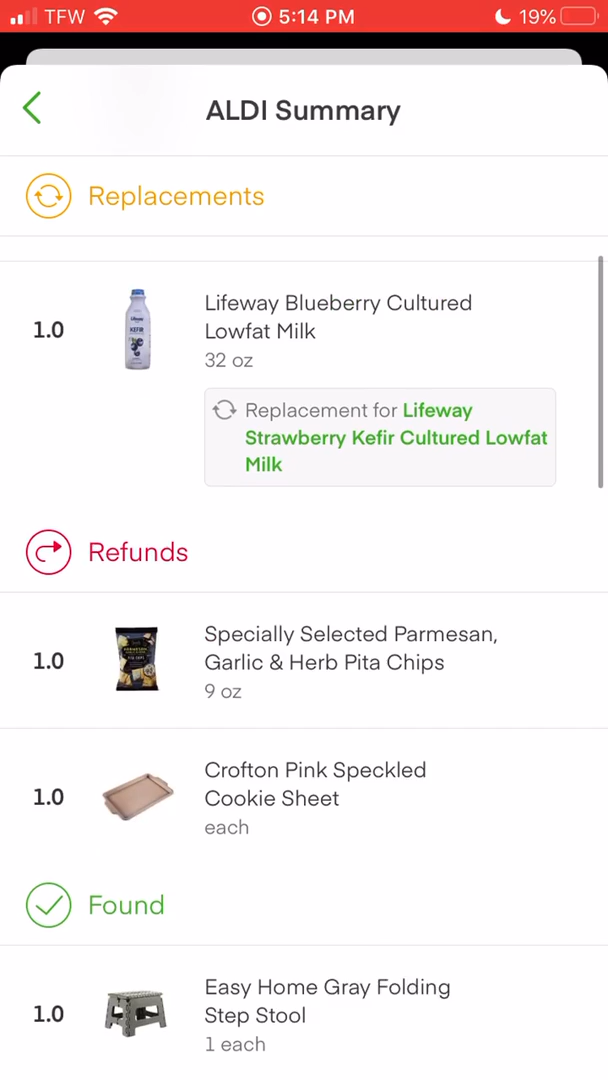 TFW 5:14 PM 19%
ALDI Summary
Replacements
1.0
Lifeway Blueberry Cultured
Lowfat Milk
32 oz
Replacement for Lifeway
Strawberry Kefir Cultured Lowfat
Milk
Refunds
1.0
Specially Selected Parmesan,
Garlic & Herb Pita Chips
9 oz
1.0
Crofton Pink Speckled
Cookie Sheet
each
Found
1.0
Easy Home Gray Folding
Step Stool
1 each